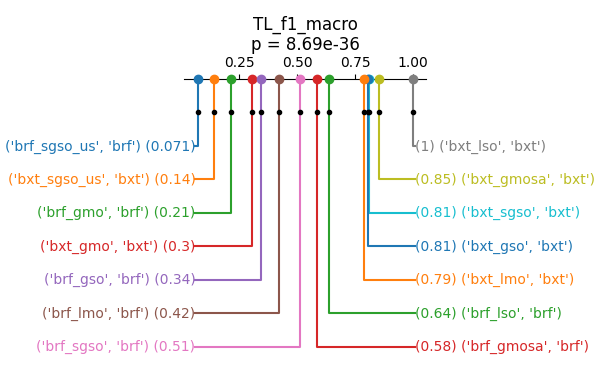 TL_f1_macro
p = 8.69e-36
0.25 0.50 0.75 1.00
('brf_sgso_us', 'brf') (0.071) (1) ('bxt_lso', 'bxt')
('bxt_sgso_us', 'bxt') (0.14) (0.85) ('bxt_gmosa', 'bxt')
('brf_gmo', 'brf') (0.21) (0.81) ('bxt_sgso', 'bxt')
('bxt_gmo', 'bxt') (0.3) (0.81) ('bxt_gso', 'bxt')
('brf_gso', 'brf') (0.34) (0.79) ('bxt_lmo', 'bxt')
('brf_lmo', 'brf') (0.42) (0.64) ('brf_lso', 'brf')
('brf_sgso', 'brf') (0.51) (0.58) ('brf_gmosa', 'brf')